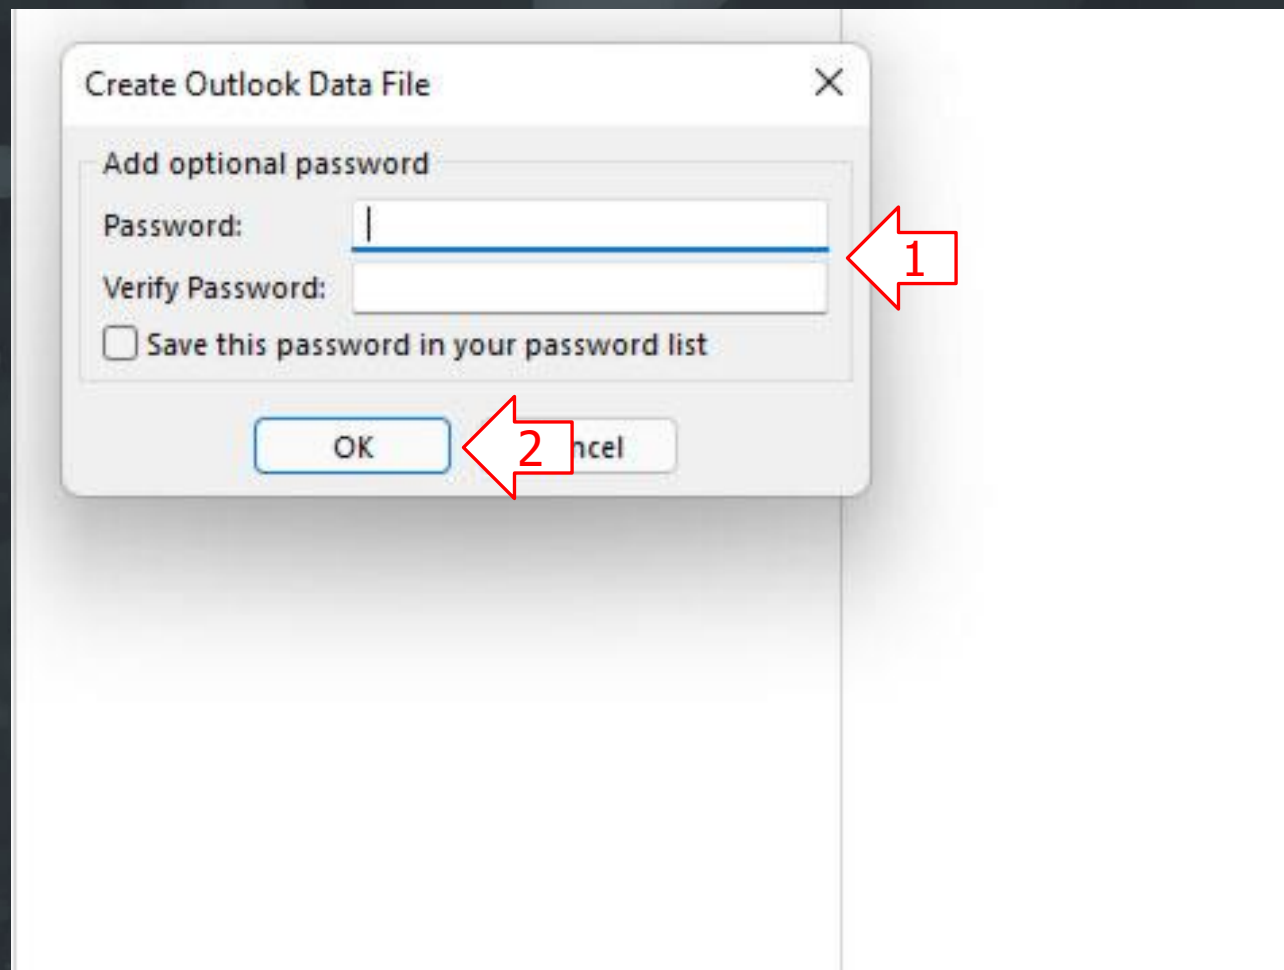 Create Outlook Data File
Add optional password
Password:
1
Verify Password:
Save this password in your password list
OK
2
ncel